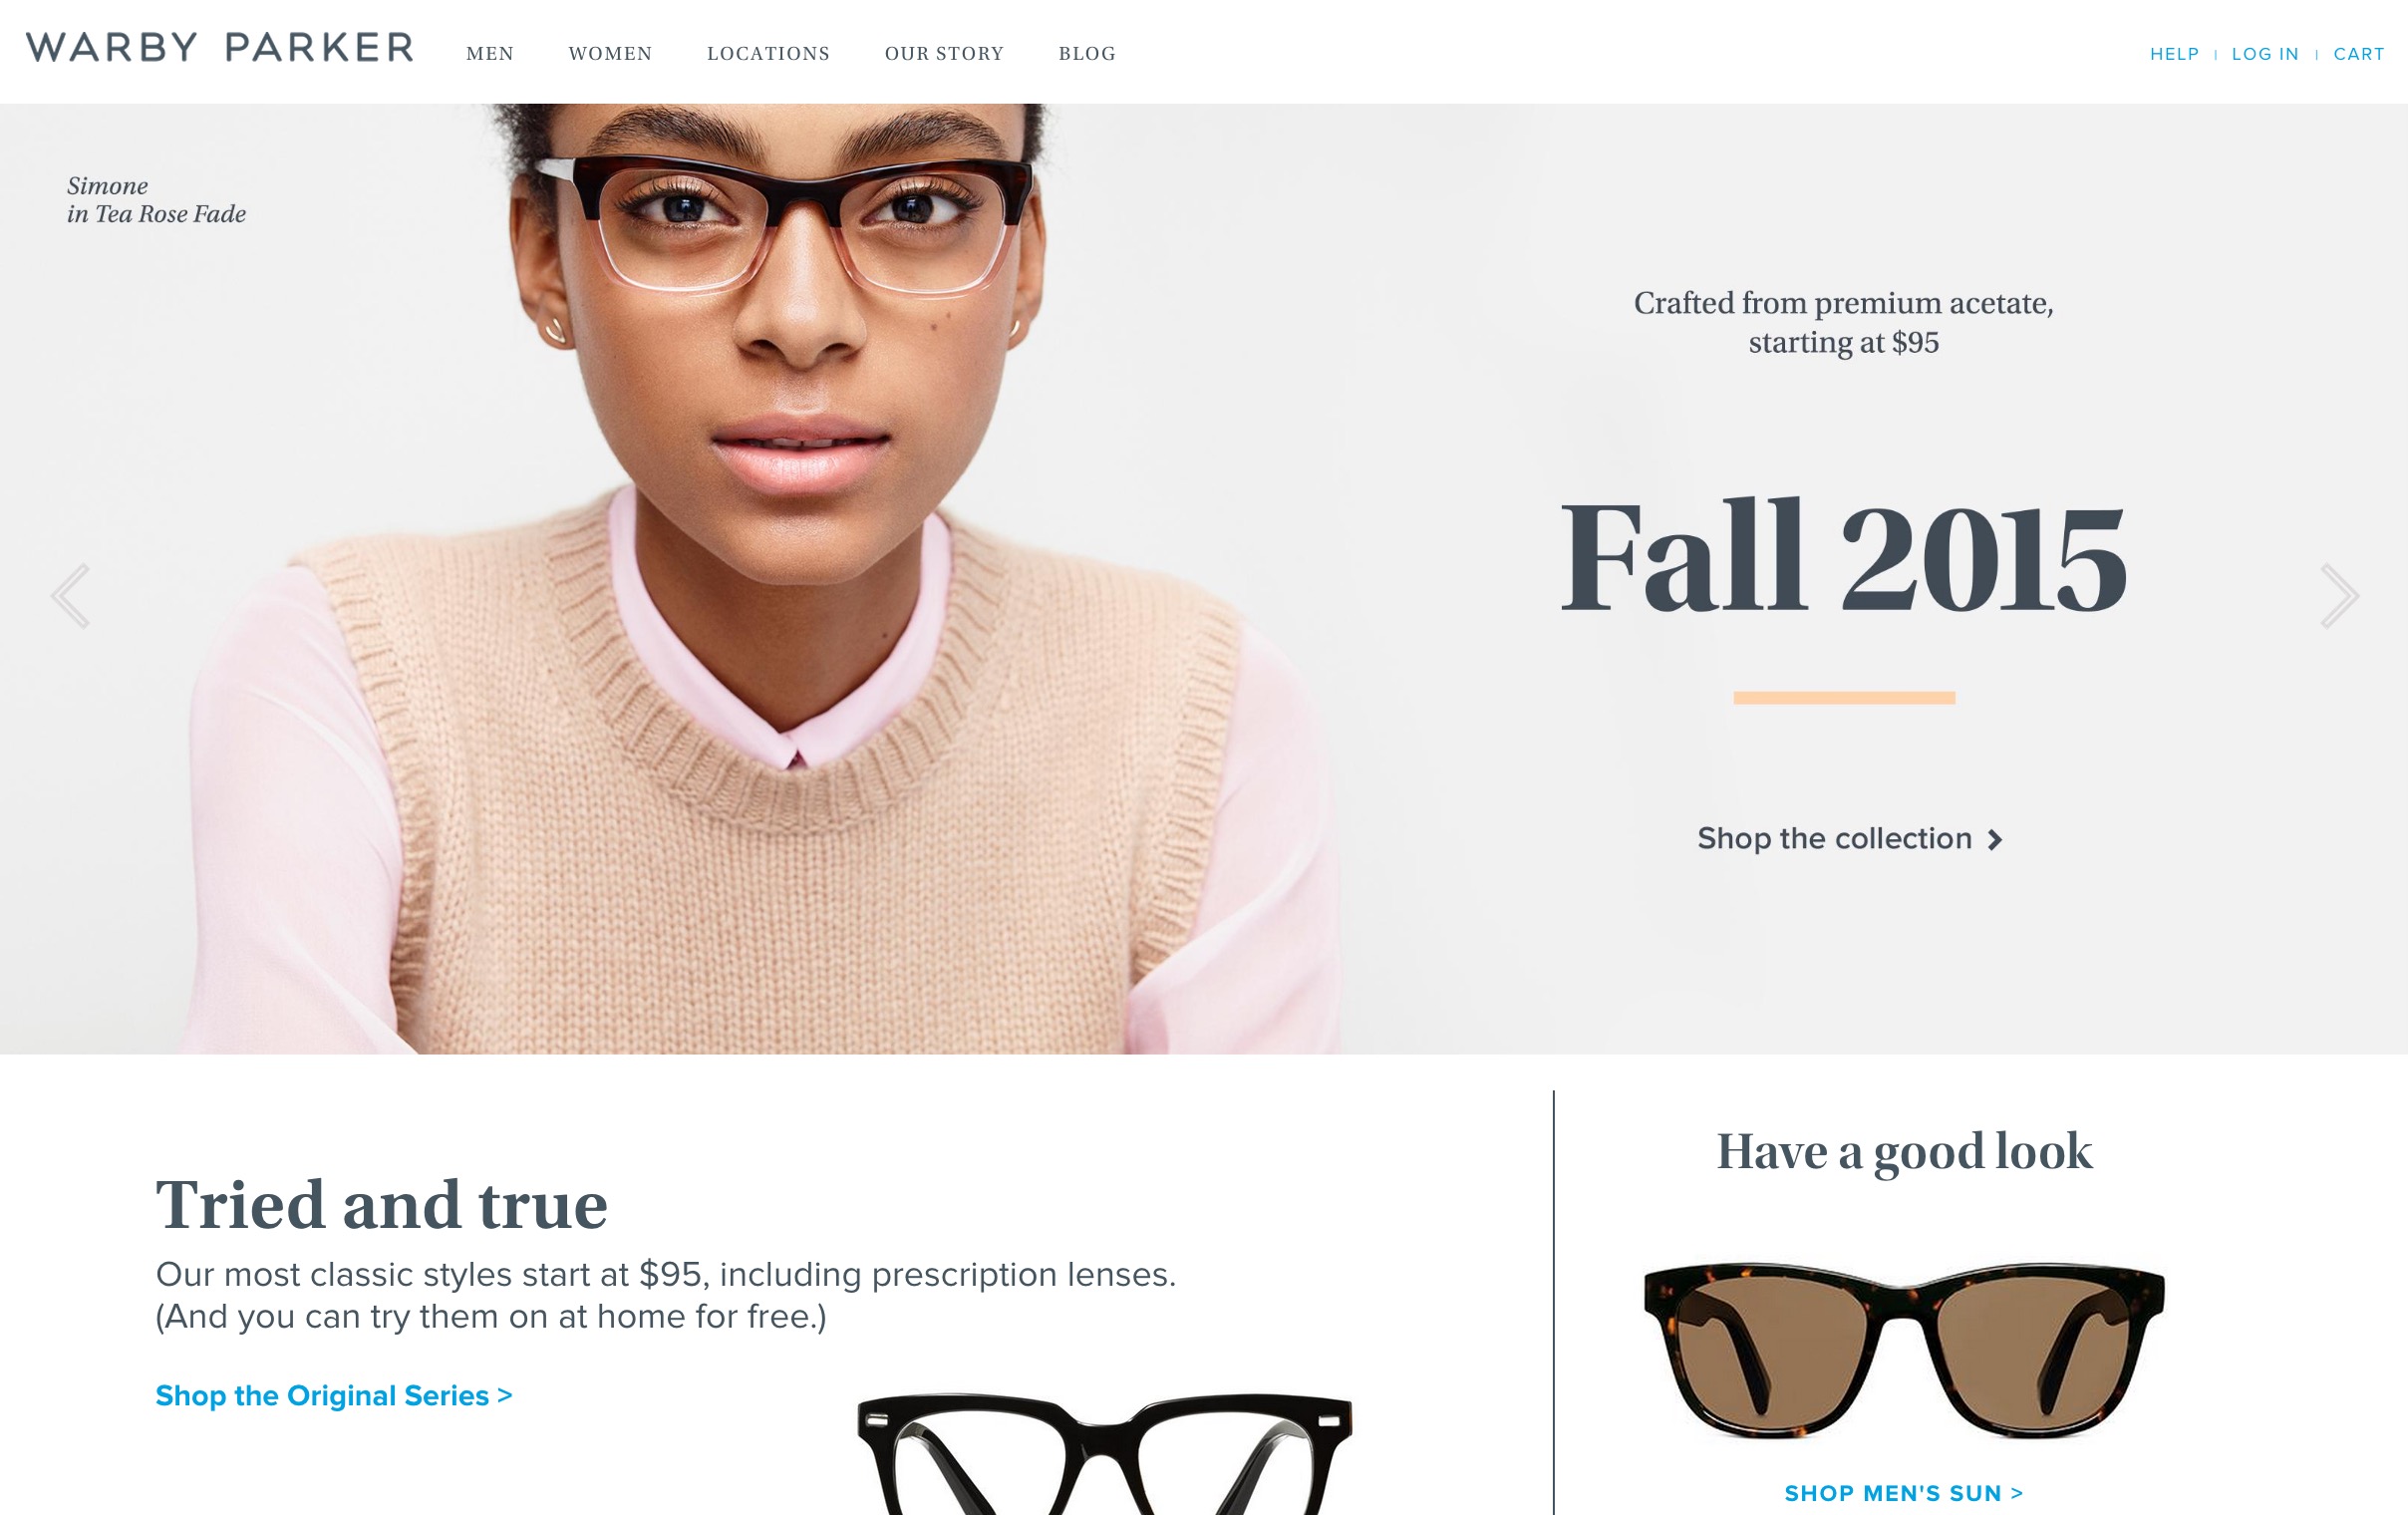 WARBY PARKER
MEN
WOMEN
LOCATIONS
OUR STORY
BLOG
HELP | LOG IN | CART
Simone
in Tea Rose Fade
Crafted from premium acetate,
starting at $95
Fall 2015
Shop the collection
Tried and true
Our most classic styles start at $95, including prescription lenses.
(And you can try them on at home for free.)
Shop the Original Series >
Have a good look
SHOP MEN'S SUN >